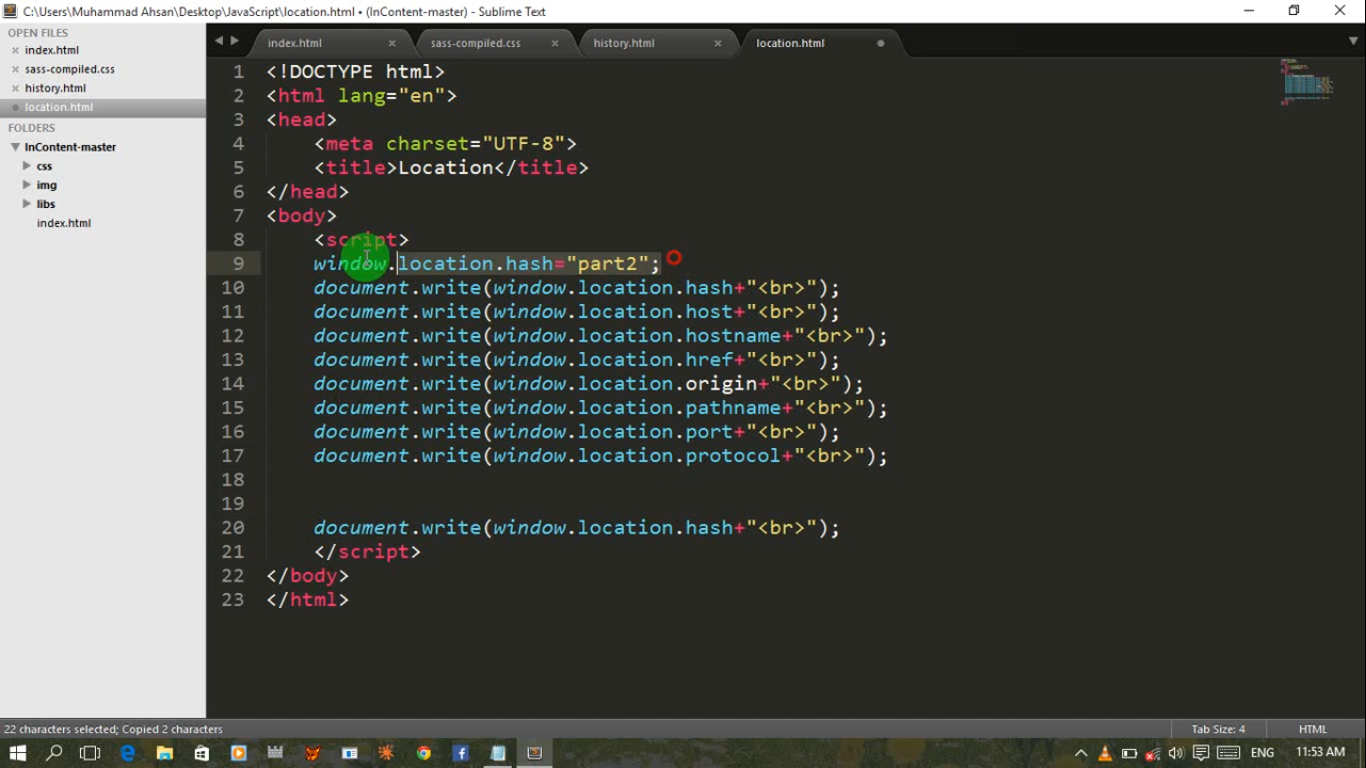 C:\Users\Muhammad Ahsan\Desktop\JavaScript\location.html • (InContent-master) - Sublime Text
OPEN FILES
index.html
sass-compiled.css
history.html
location.html
FOLDERS
InContent-master
css
img
libs
index.html
index.html
sass-compiled.css
history.html
location.html
1 <!DOCTYPE html>
2 <html lang="en">
3 <head>
4 <meta charset="UTF-8">
5 <title>Location</title>
6 </head>
7 <body>
8 <script>
9 window.location.hash="part2";
10 document.write(window.location.hash+"<br>");
11 document.write(window.location.host+"<br>");
12 document.write(window.location.hostname+"<br>");
13 document.write(window.location.href+"<br>");
14 document.write(window.location.origin+"<br>");
15 document.write(window.location.pathname+"<br>");
16 document.write(window.location.port+"<br>");
17 document.write(window.location.protocol+"<br>");
18
19
20 document.write(window.location.hash+"<br>");
21 </script>
22 </body>
23 </html>
22 characters selected; Copied 2 characters
Tab Size: 4
HTML
ENG
11:53 AM